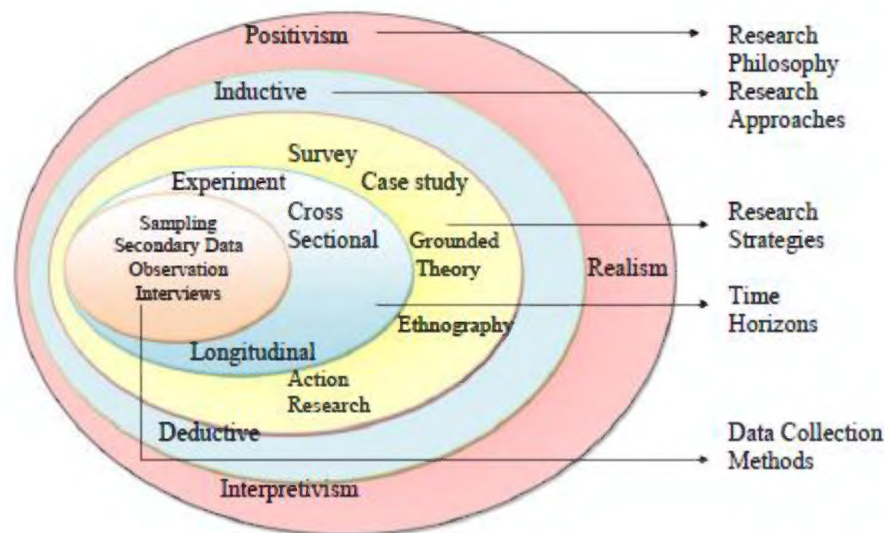 Positivism
Research
Philosophy
Inductive
Research
Approaches
Survey
Experiment
Case study
Cross
Sectional
Sampling
Secondary Data
Observation
Interviews
Grounded
Theory
Research
Strategies
Realism
Time
Horizons
Ethnography
Longitudinal
Action
Research
Deductive
Data Collection
Methods
Interpretivism